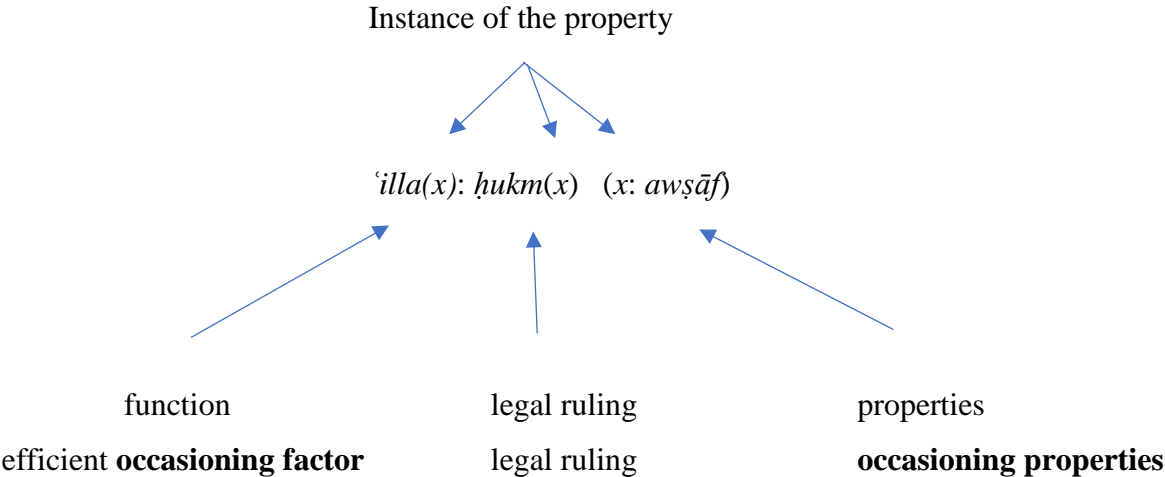 Instance of the property
ʿilla(x): ḥukm(x) (x: awṣāf)
function legal ruling properties
efficient occasioning factor legal ruling occasioning properties